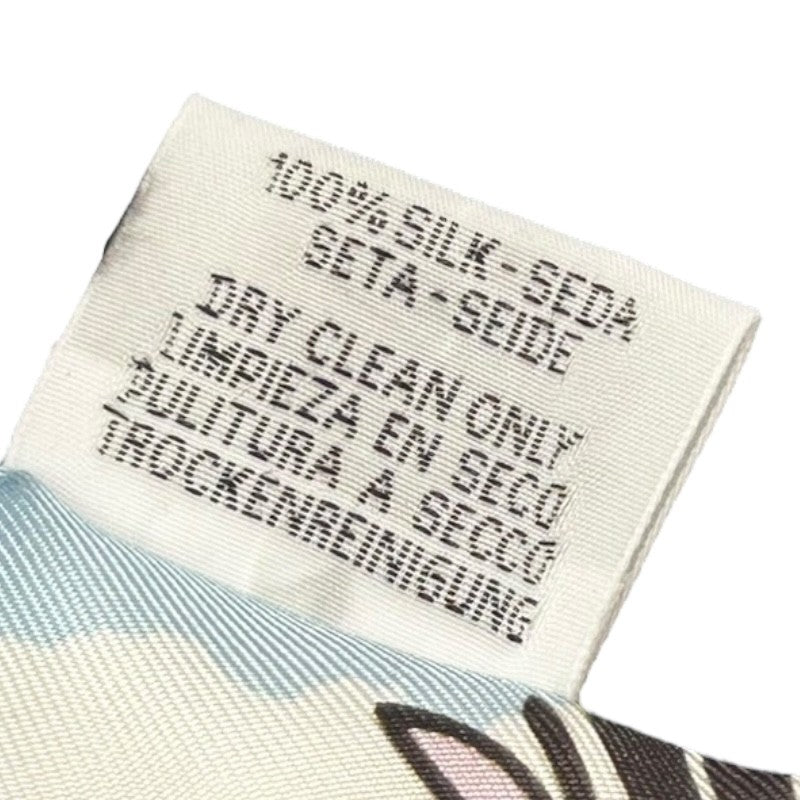 100% SILK-SEDA
SETA-SEIDE
DRY CLEAN ONLY
LIMPIEZA EN SECO
PULITURA A SECCO
TROCKENREINIGUNG